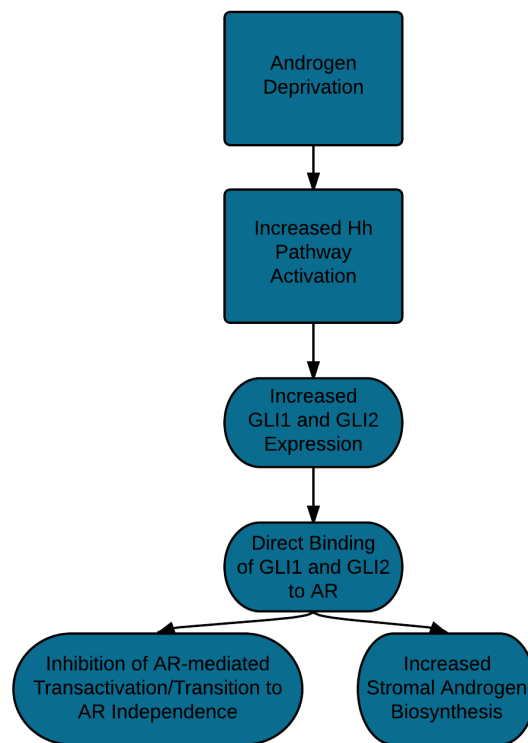 Androgen
Deprivation
Increased Hh
Pathway
Activation
Increased
GLI1 and GLI2
Expression
Direct Binding
of GLI1 and GLI2
to AR
Inhibition of AR-mediated
Transactivation/Transition to
AR Independence
Increased
Stromal Androgen
Biosynthesis